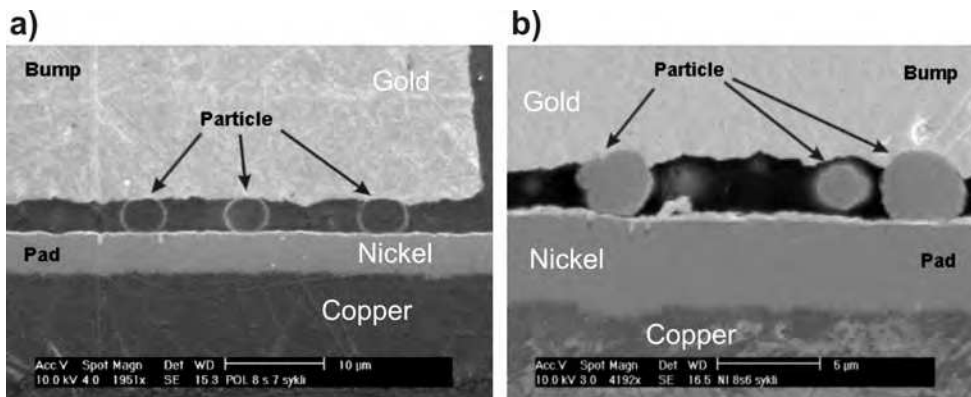 a)
Bump
Gold
Particle
Pad
Nickel
Copper
Acc.V Spot Magn Det WD 10 µm
10.0 kV 4.0 1951x SE 15.3 POL 8 s 7 sykli
b)
Particle
Bump
Gold
Nickel
Pad
Copper
Acc.V Spot Magn Det WD 5 µm
10.0 kV 3.0 4192x SE 16.5 NI 8s6 sykli